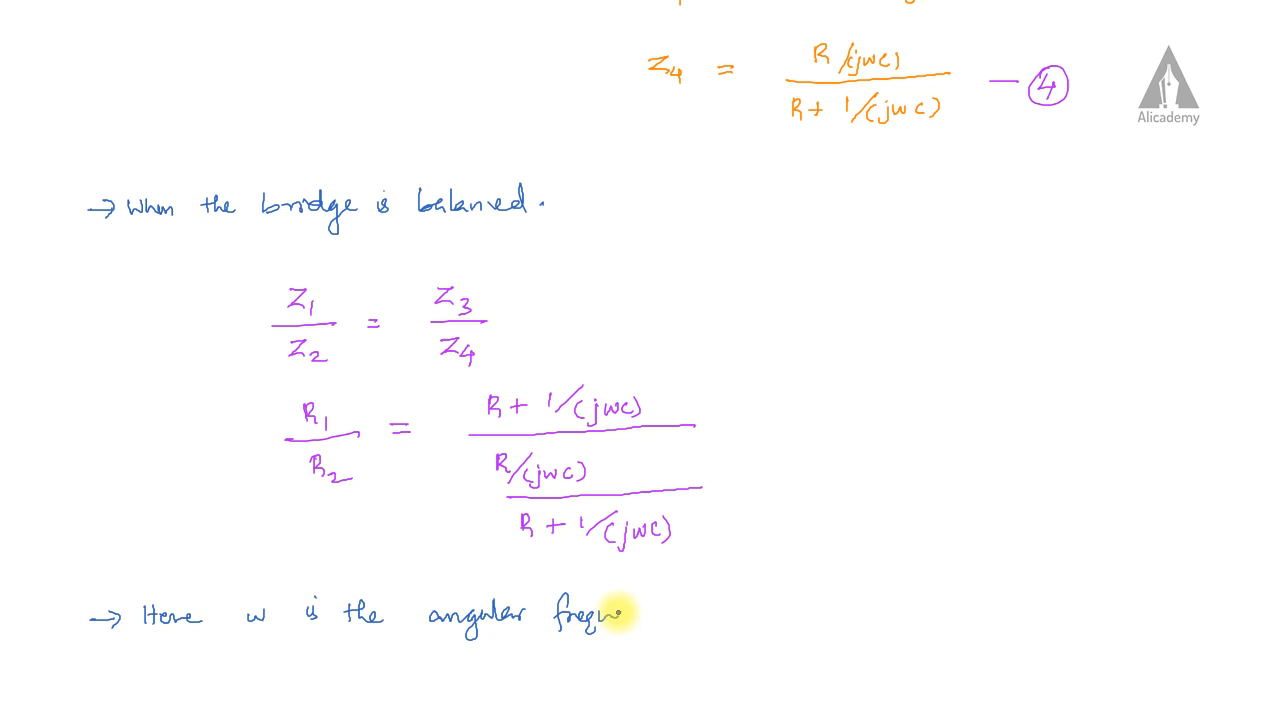 Z4 = R/(jwc) / R + 1/(jwc) — 4
Alicademy
→ When the bridge is balanced.
Z1/Z2 = Z3/Z4
R1/R2 = R + 1/(jwc) / R/(jwc) / R + 1/(jwc)
→ Here w is the angular frequ